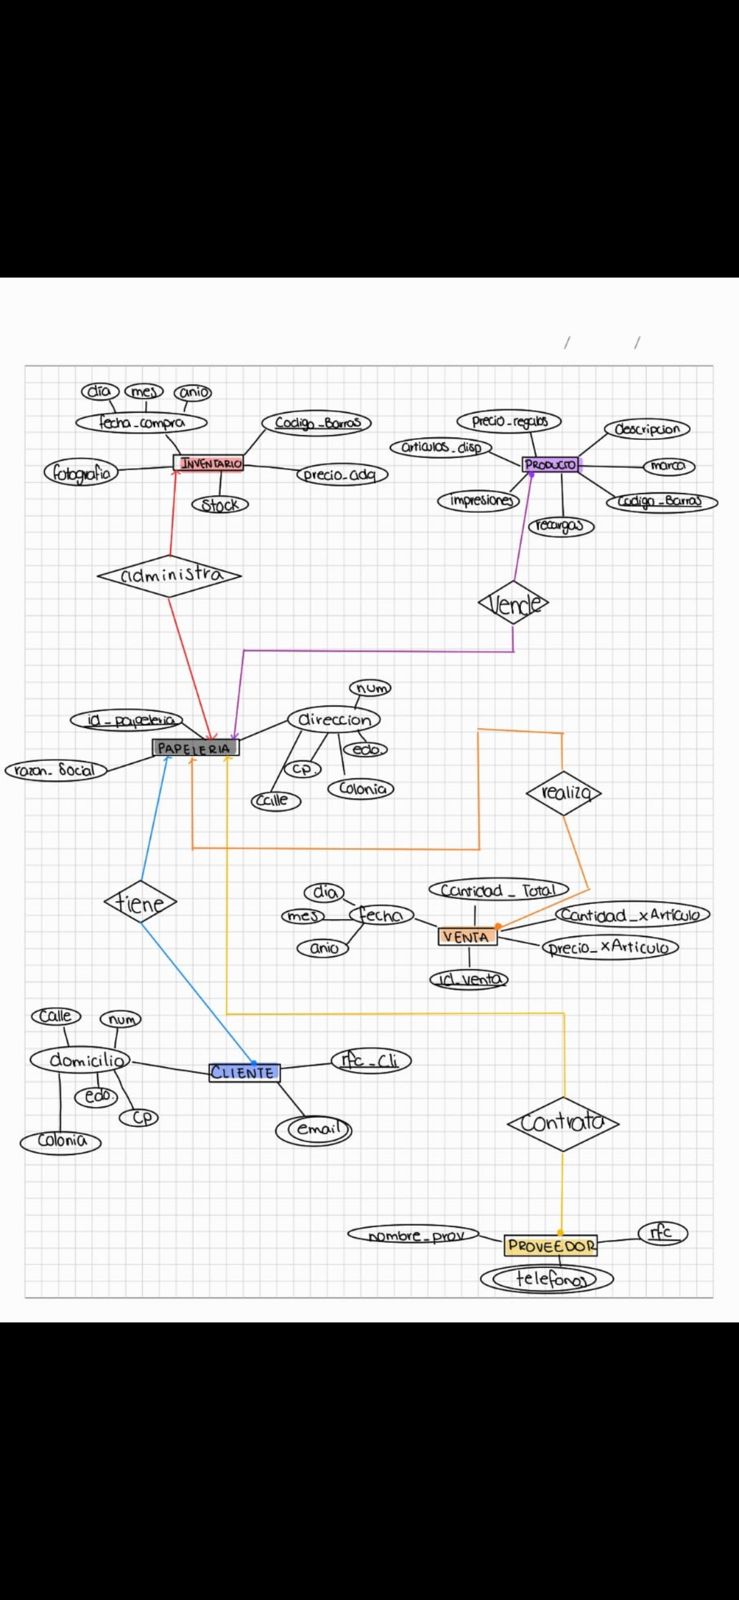 día
mes
anio
fecha_compra
Codigo_Barras
INVENTARIO
fotografia
precio_adq
stock
precio_regalos
descripcion
articulos_disp
PRODUCTO
marca
impresiones
Codigo_Barras
recargas
administra
Vende
num
id_papeleria
direccion
PAPELERIA
edo.
razon_Social
cp.
Colonia
Calle
realiza
tiene
dia
Cantidad_Total
mes
fecha
Cantidad_xArticulo
VENTA
precio_xArticulo
anio
id_venta
Calle
num
domicilio
rfc_Cli
CLIENTE
edo.
cp
email
Colonia
Contrata
nombre_prov
rfc
PROVEEDOR
telefonos